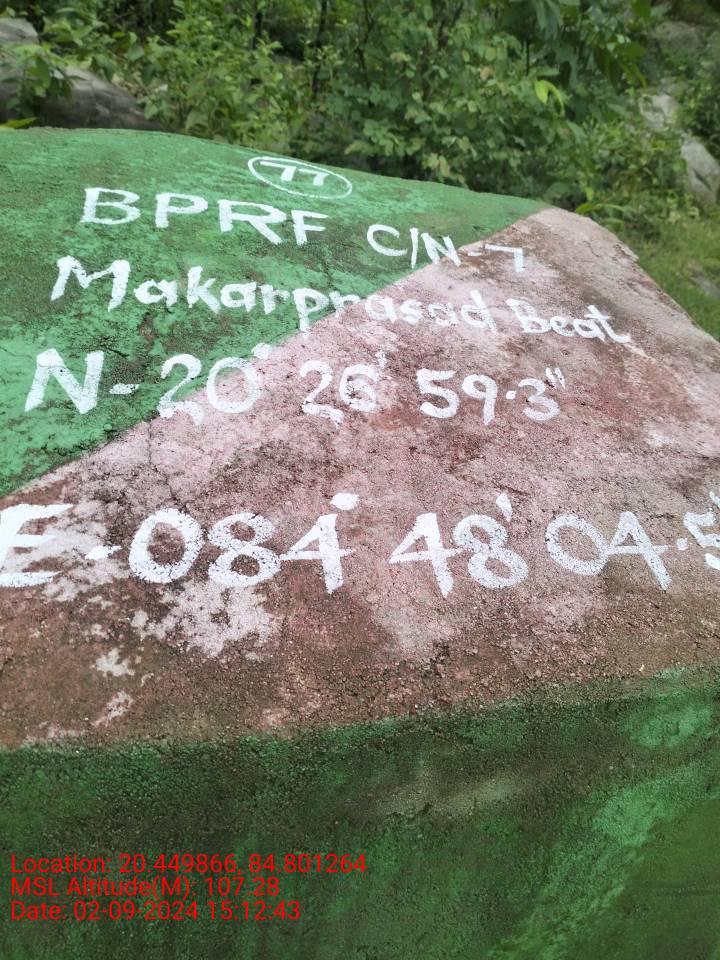 77
BPRF C/N-7
Makarprasad Beat
N-20° 26' 59.3"
E-084° 48' 04.5"
Location: 20.449866, 84.801264
MSL Altitude(M): 107.28
Date: 02-09-2024 15:12:43